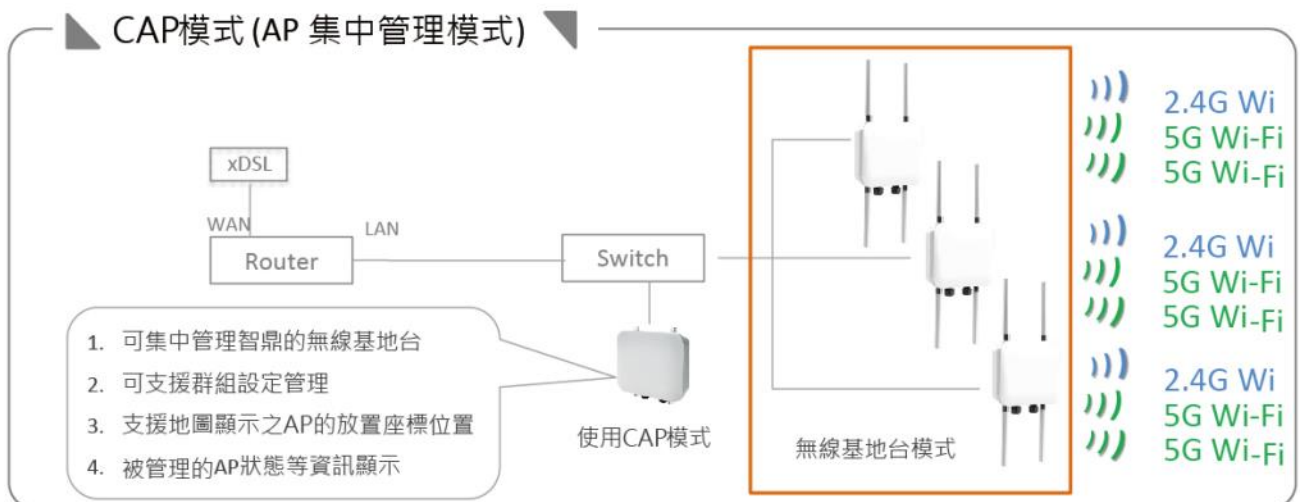 CAP模式 (AP 集中管理模式)
xDSL
WAN
LAN
Router
Switch
1. 可集中管理智鼎的無線基地台
2. 可支援群組設定管理
3. 支援地圖顯示之AP的放置座標位置
4. 被管理的AP狀態等資訊顯示
使用CAP模式
無線基地台模式
2.4G Wi
5G Wi-Fi
5G Wi-Fi
2.4G Wi
5G Wi-Fi
5G Wi-Fi
2.4G Wi
5G Wi-Fi
5G Wi-Fi